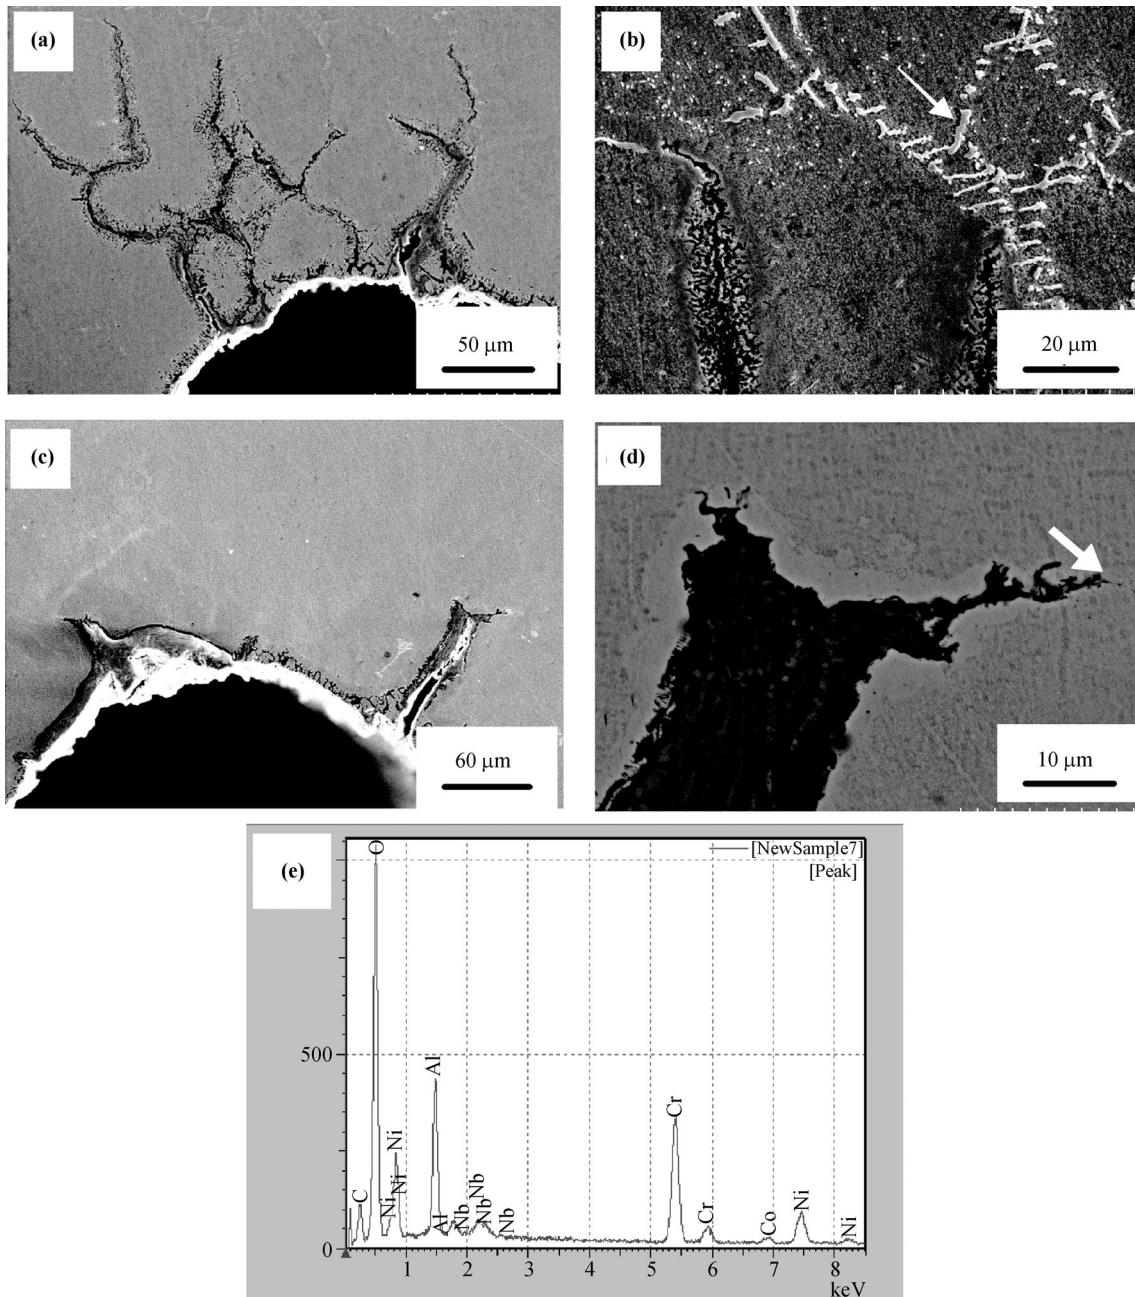 (a)
50 μm
(b)
20 μm
(c)
60 μm
(d)
10 μm
(e)
[NewSample7]
[Peak]
O
500
0
C
Ni
Ni
Ni
Al
Al
Nb
Nb
Nb
Nb
Cr
Cr
Co
Ni
Ni
1 2 3 4 5 6 7 8
keV